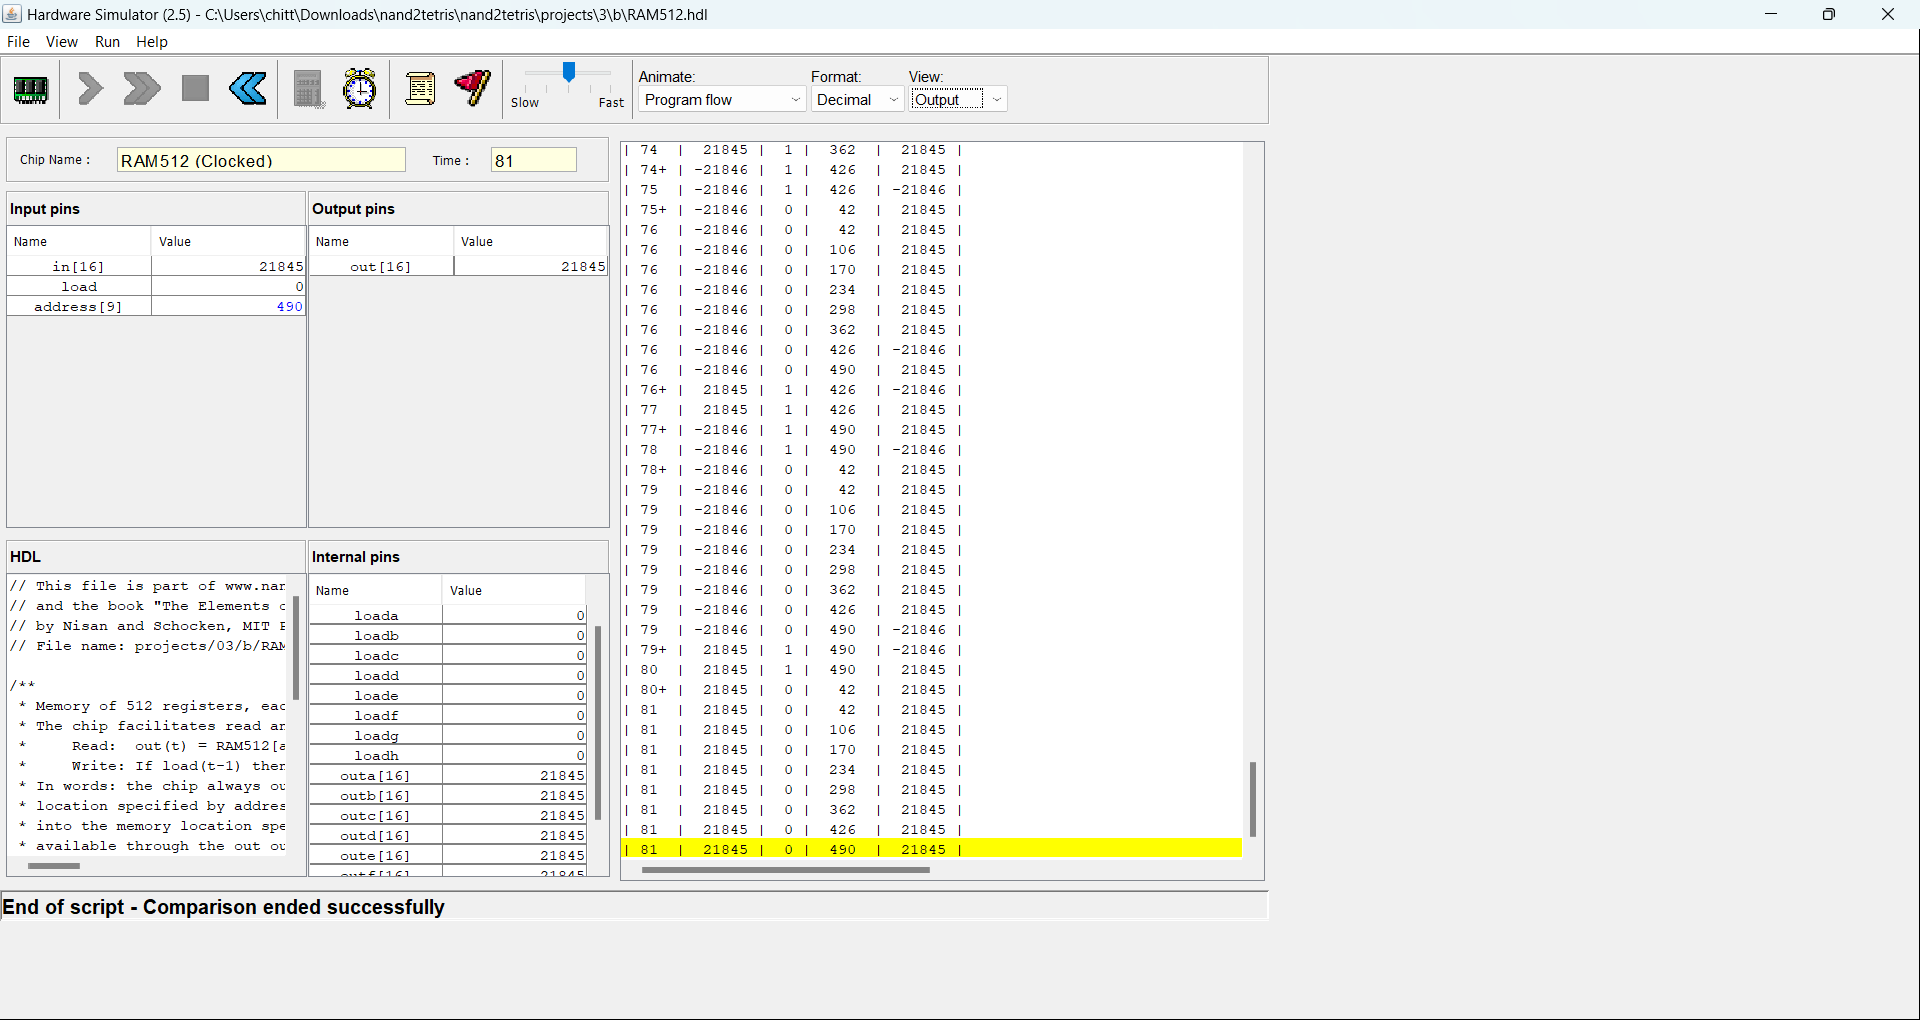 Hardware Simulator (2.5) - C:\Users\chitt\Downloads\nand2tetris\nand2tetris\projects\3\b\RAM512.hdl
File View Run Help
Slow Fast
Animate: Format: View:
Program flow Decimal Output
Chip Name : RAM512 (Clocked) Time : 81
Input pins
Name Value
in[16] 21845
load 0
address[9] 490
Output pins
Name Value
out[16] 21845
HDL
// This file is part of www.nan
// and the book "The Elements
// by Nisan and Schocken, MIT
// File name: projects/03/b/RAM
/**
* Memory of 512 registers, eac
* The chip facilitates read an
* Read: out(t) = RAM512[a
* Write: If load(t-1) then
* In words: the chip always ou
* location specified by addres
* into the memory location spe
* available through the out ou
Internal pins
Name Value
loada 0
loadb 0
loadc 0
loadd 0
loade 0
loadf 0
loadg 0
loadh 0
outa[16] 21845
outb[16] 21845
outc[16] 21845
outd[16] 21845
oute[16] 21845
outf[16] 21845
| 74 | 21845 | 1 | 362 | 21845 |
| 74+ | -21846 | 1 | 426 | 21845 |
| 75 | -21846 | 1 | 426 | -21846 |
| 75+ | -21846 | 0 | 42 | 21845 |
| 76 | -21846 | 0 | 42 | 21845 |
| 76 | -21846 | 0 | 106 | 21845 |
| 76 | -21846 | 0 | 170 | 21845 |
| 76 | -21846 | 0 | 234 | 21845 |
| 76 | -21846 | 0 | 298 | 21845 |
| 76 | -21846 | 0 | 362 | 21845 |
| 76 | -21846 | 0 | 426 | -21846 |
| 76 | -21846 | 0 | 490 | 21845 |
| 76+ | 21845 | 1 | 426 | -21846 |
| 77 | 21845 | 1 | 426 | 21845 |
| 77+ | -21846 | 1 | 490 | 21845 |
| 78 | -21846 | 1 | 490 | -21846 |
| 78+ | -21846 | 0 | 42 | 21845 |
| 79 | -21846 | 0 | 42 | 21845 |
| 79 | -21846 | 0 | 106 | 21845 |
| 79 | -21846 | 0 | 170 | 21845 |
| 79 | -21846 | 0 | 234 | 21845 |
| 79 | -21846 | 0 | 298 | 21845 |
| 79 | -21846 | 0 | 362 | 21845 |
| 79 | -21846 | 0 | 426 | 21845 |
| 79 | -21846 | 0 | 490 | -21846 |
| 79+ | 21845 | 1 | 490 | -21846 |
| 80 | 21845 | 1 | 490 | 21845 |
| 80+ | 21845 | 0 | 42 | 21845 |
| 81 | 21845 | 0 | 42 | 21845 |
| 81 | 21845 | 0 | 106 | 21845 |
| 81 | 21845 | 0 | 170 | 21845 |
| 81 | 21845 | 0 | 234 | 21845 |
| 81 | 21845 | 0 | 298 | 21845 |
| 81 | 21845 | 0 | 362 | 21845 |
| 81 | 21845 | 0 | 426 | 21845 |
| 81 | 21845 | 0 | 490 | 21845 |
End of script - Comparison ended successfully